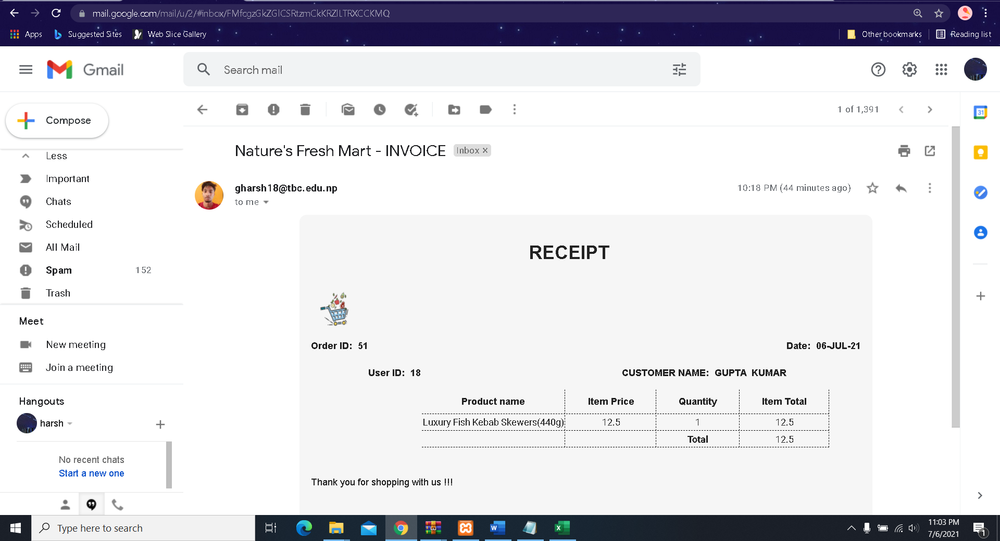 mail.google.com/mail/u/2/#inbox/FMfcgzGkZGlCSRtzmCkKRZlLTRXCCKMQ
Apps Suggested Sites Web Slice Gallery Other bookmarks Reading list
Gmail
Search mail
Compose
1 of 1,391
31
Less
Important
Chats
Scheduled
All Mail
Spam 152
Trash
Meet
New meeting
Join a meeting
Hangouts
harsh
No recent chats
Start a new one
Nature's Fresh Mart - INVOICE Inbox ×
gharsh18@tbc.edu.np 10:18 PM (44 minutes ago)
to me
RECEIPT
Order ID: 51 Date: 06-JUL-21
User ID: 18 CUSTOMER NAME: GUPTA KUMAR
Product name Item Price Quantity Item Total
Luxury Fish Kebab Skewers(440g) 12.5 1 12.5
Total 12.5
Thank you for shopping with us !!!
Type here to search
11:03 PM
7/6/2021
1